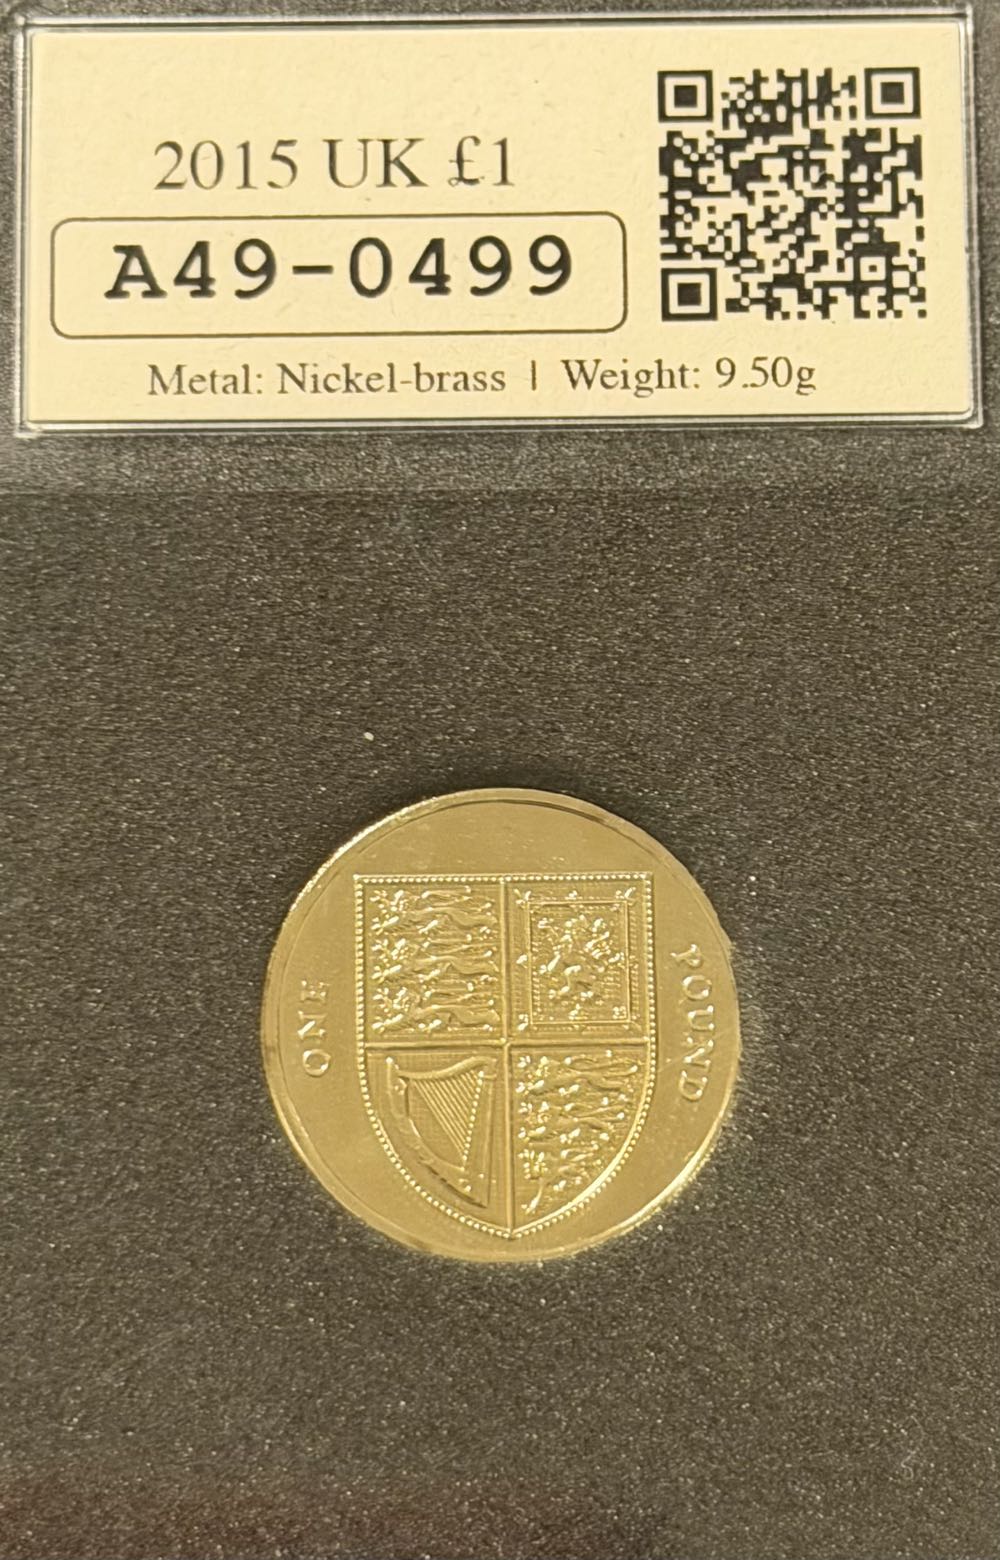 2015 UK £1
A49-0499
Metal: Nickel-brass | Weight: 9.50g
ONE
POUND